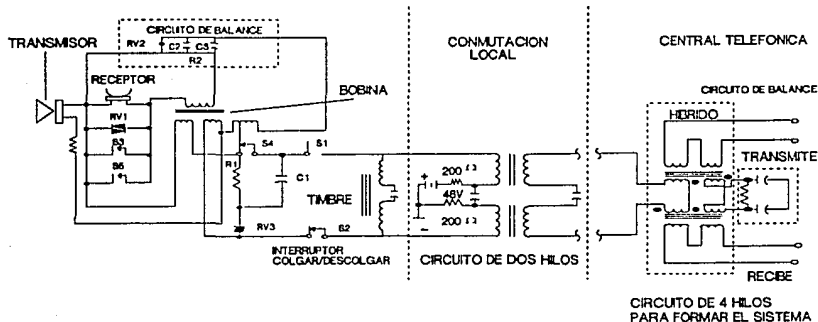 CIRCUITO DE BALANCE
RV2
C2
C3
R2
TRANSMISOR
RECEPTOR
RV1
S3
S5
BOBINA
S4
S1
R1
C1
RV3
S2
TIMBRE
INTERRUPTOR
COLGAR/DESCOLGAR
CONMUTACION
LOCAL
+
200 Ω
48V
200 Ω
-
CIRCUITO DE DOS HILOS
CENTRAL TELEFONICA
CIRCUITO DE BALANCE
HIBRIDO
TRANSMITE
RECIBE
CIRCUITO DE 4 HILOS
PARA FORMAR EL SISTEMA